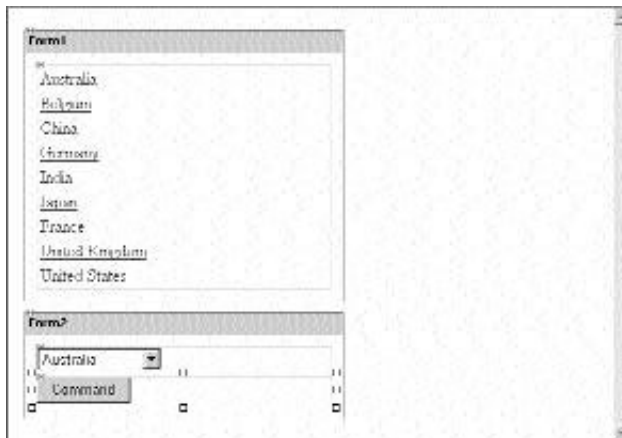 Form1
Australia
Belgium
China
Germany
India
Japan
France
United Kingdom
United States
Form2
Australia
Command